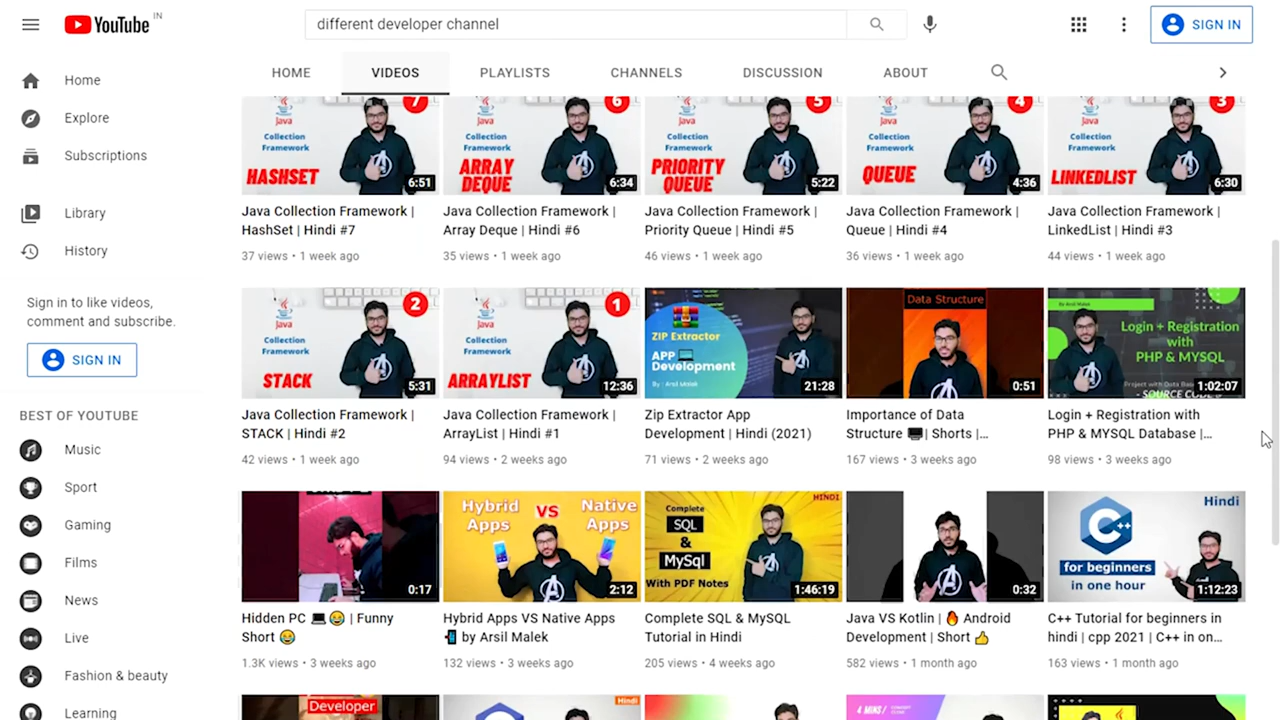 YouTube IN
different developer channel
SIGN IN
HOME
VIDEOS
PLAYLISTS
CHANNELS
DISCUSSION
ABOUT
Home
Explore
Subscriptions
Library
History
Sign in to like videos,
comment and subscribe.
SIGN IN
BEST OF YOUTUBE
Music
Sport
Gaming
Films
News
Live
Fashion & beauty
Learning
7
Java
Collection
Framework
HASHSET
6:51
Java Collection Framework |
HashSet | Hindi #7
37 views • 1 week ago
6
Java
Collection
Framework
ARRAY
DEQUE
6:34
Java Collection Framework |
Array Deque | Hindi #6
35 views • 1 week ago
5
Java
Collection
Framework
PRIORITY
QUEUE
5:22
Java Collection Framework |
Priority Queue | Hindi #5
46 views • 1 week ago
4
Java
Collection
Framework
QUEUE
4:36
Java Collection Framework |
Queue | Hindi #4
36 views • 1 week ago
3
Java
Collection
Framework
LINKEDLIST
6:30
Java Collection Framework |
LinkedList | Hindi #3
44 views • 1 week ago
2
Java
Collection
Framework
STACK
5:31
Java Collection Framework |
STACK | Hindi #2
42 views • 1 week ago
1
Java
Collection
Framework
ARRAYLIST
12:36
Java Collection Framework |
ArrayList | Hindi #1
94 views • 2 weeks ago
ZIP Extractor
APP
Development
By : Arsil Malek
21:28
Zip Extractor App
Development | Hindi (2021)
71 views • 2 weeks ago
Data Structure
0:51
Importance of Data
Structure 🖥️ | Shorts |...
167 views • 3 weeks ago
By Arsil Malek
Login + Registration
with
PHP & MYSQL
Project with Data Base
- SOURCE CODE
1:02:07
Login + Registration with
PHP & MYSQL Database |...
98 views • 3 weeks ago
0:17
Hidden PC 💻😂 | Funny
Short 😂
1.3K views • 3 weeks ago
Hybrid
Apps
VS
Native
Apps
2:12
Hybrid Apps VS Native Apps
📲 by Arsil Malek
132 views • 3 weeks ago
HINDI
Complete
SQL
&
MySql
With PDF Notes
1:46:19
Complete SQL & MySQL
Tutorial in Hindi
205 views • 4 weeks ago
0:32
Java VS Kotlin | 🔥 Android
Development | Short 👍
582 views • 1 month ago
Hindi
C++
for beginners
in one hour
1:12:23
C++ Tutorial for beginners in
hindi | cpp 2021 | C++ in on...
163 views • 1 month ago
Developer
Hindi
4 MINS /